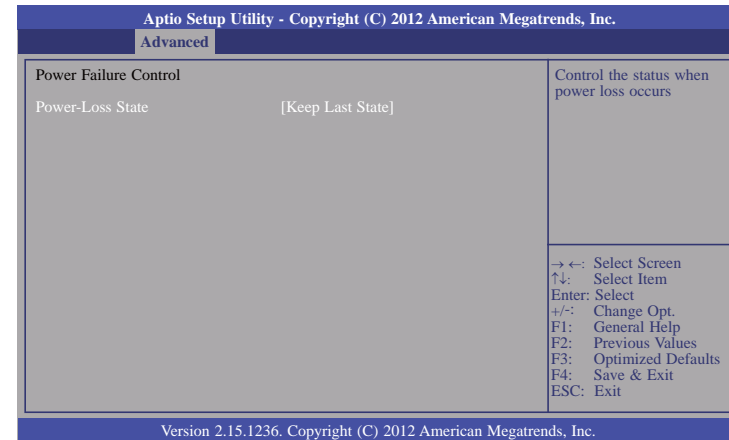 Aptio Setup Utility - Copyright (C) 2012 American Megatrends, Inc.
Advanced
Power Failure Control
Power-Loss State [Keep Last State]
Control the status when
power loss occurs
→ ←: Select Screen
↑↓: Select Item
Enter: Select
+/-: Change Opt.
F1: General Help
F2: Previous Values
F3: Optimized Defaults
F4: Save & Exit
ESC: Exit
Version 2.15.1236. Copyright (C) 2012 American Megatrends, Inc.